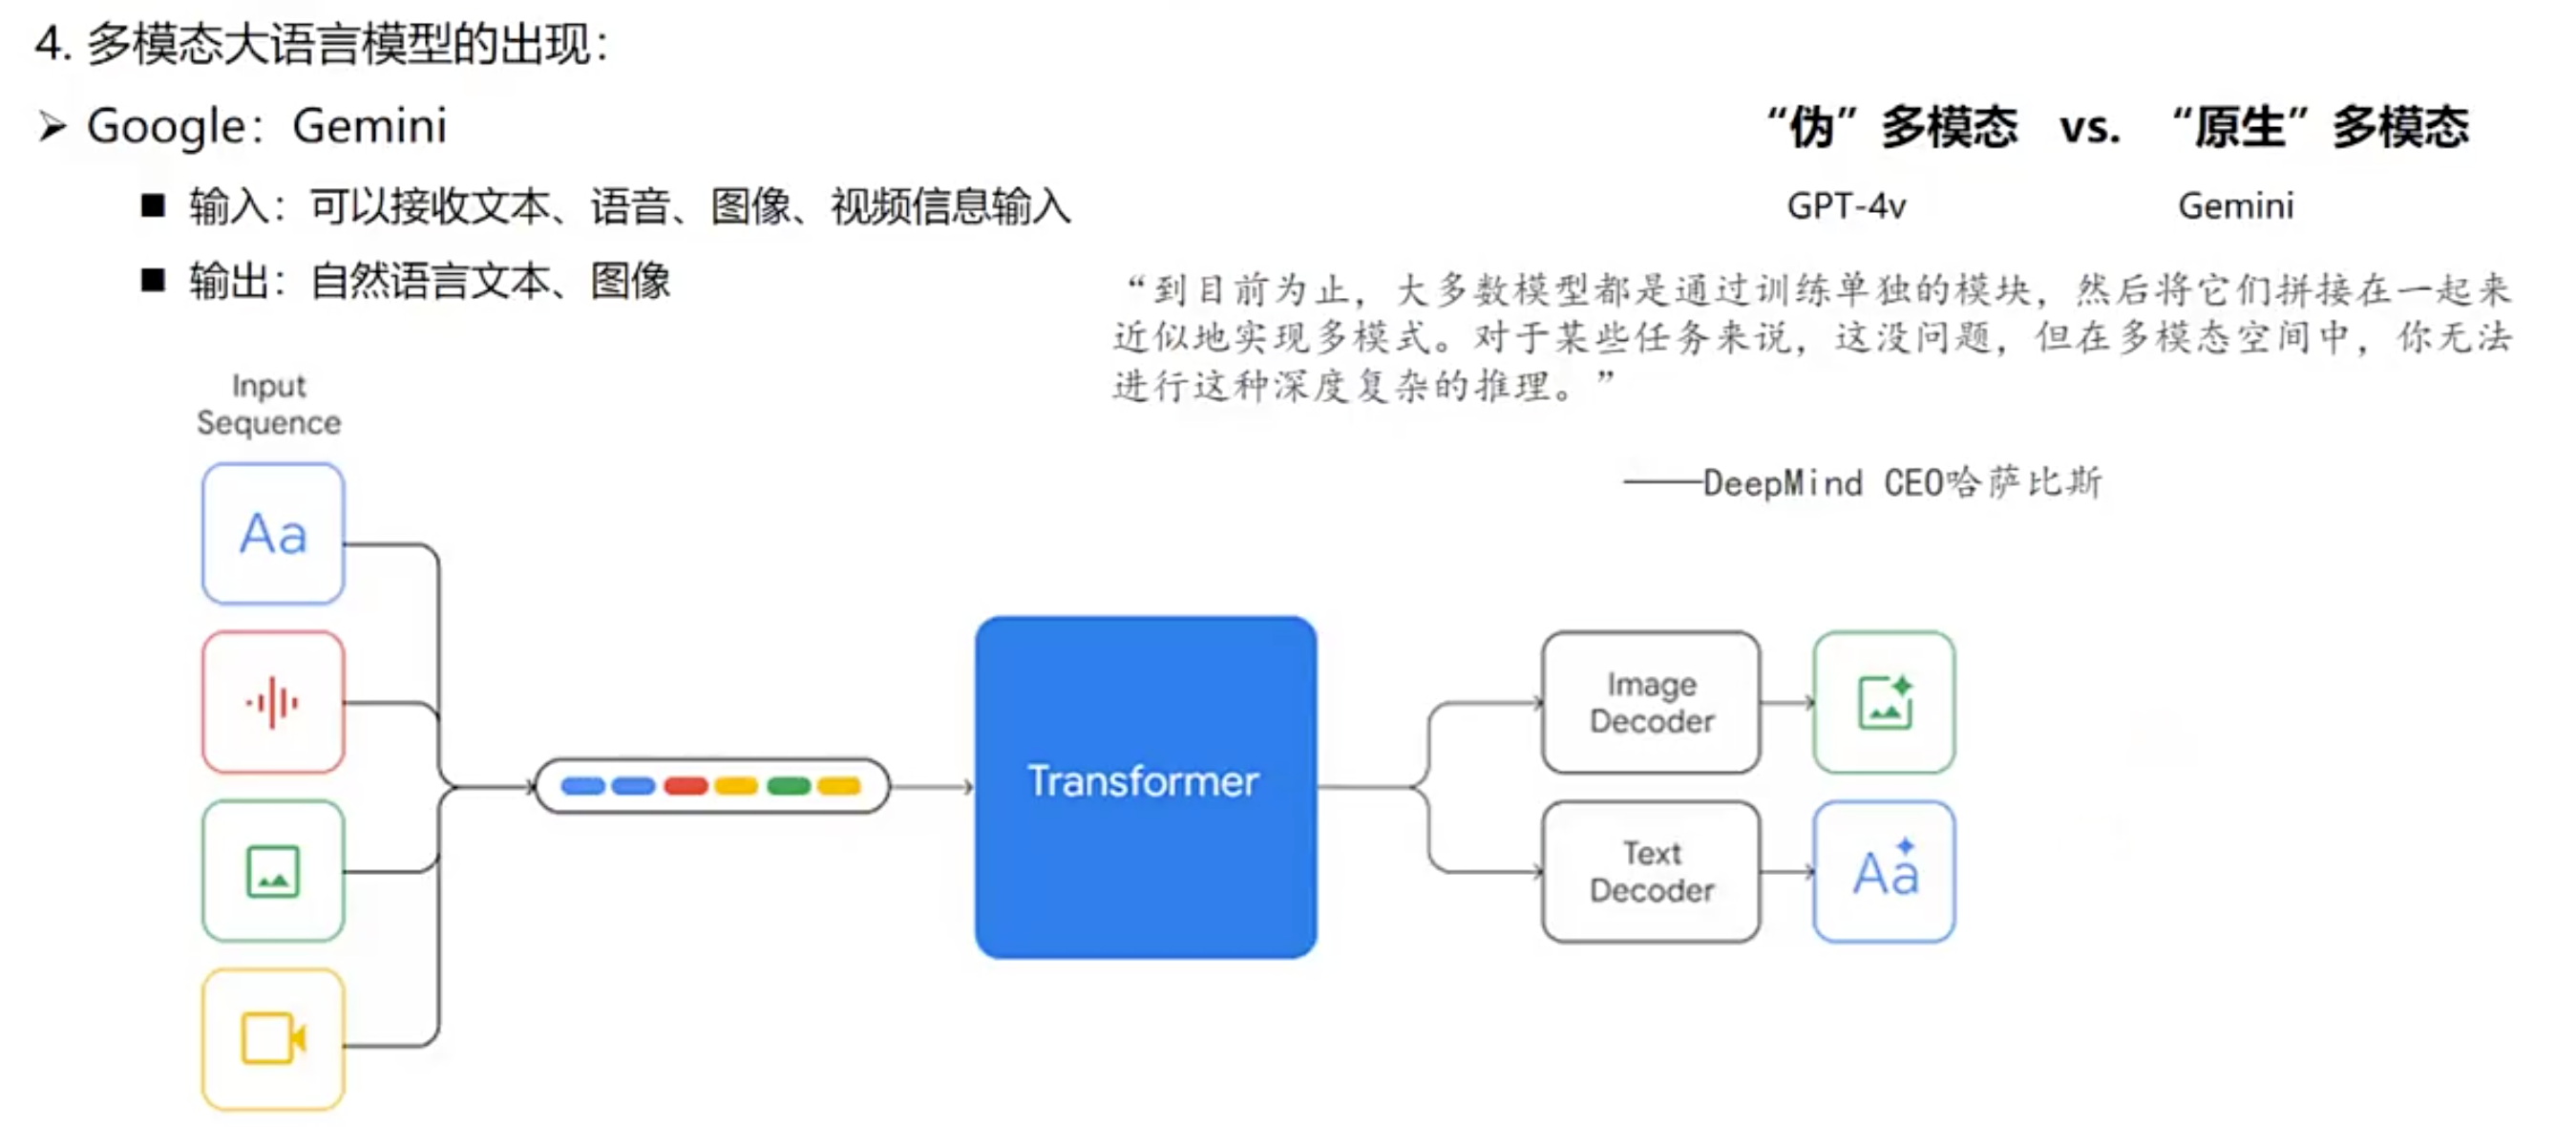 4. 多模态大语言模型的出现：
➢ Google：Gemini
■ 输入：可以接收文本、语音、图像、视频信息输入
■ 输出：自然语言文本、图像
“伪”多模态 vs. “原生”多模态
GPT-4v Gemini
“到目前为止，大多数模型都是通过训练单独的模块，然后将它们拼接在一起来
近似地实现多模式。对于某些任务来说，这没问题，但在多模态空间中，你无法
进行这种深度复杂的推理。”
——DeepMind CEO哈萨比斯
Input
Sequence
Aa
Transformer
Image
Decoder
Text
Decoder
Aa